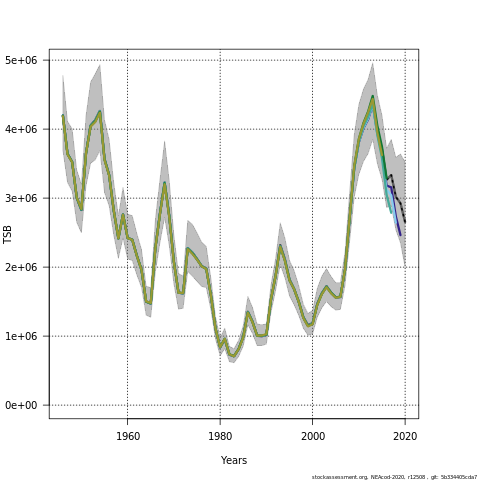 5e+06
4e+06
3e+06
TSB
2e+06
1e+06
0e+00
1960 1980 2000 2020
Years
stockassessment.org, NEAcod-2020, r12508 , git: 5b334405cda7